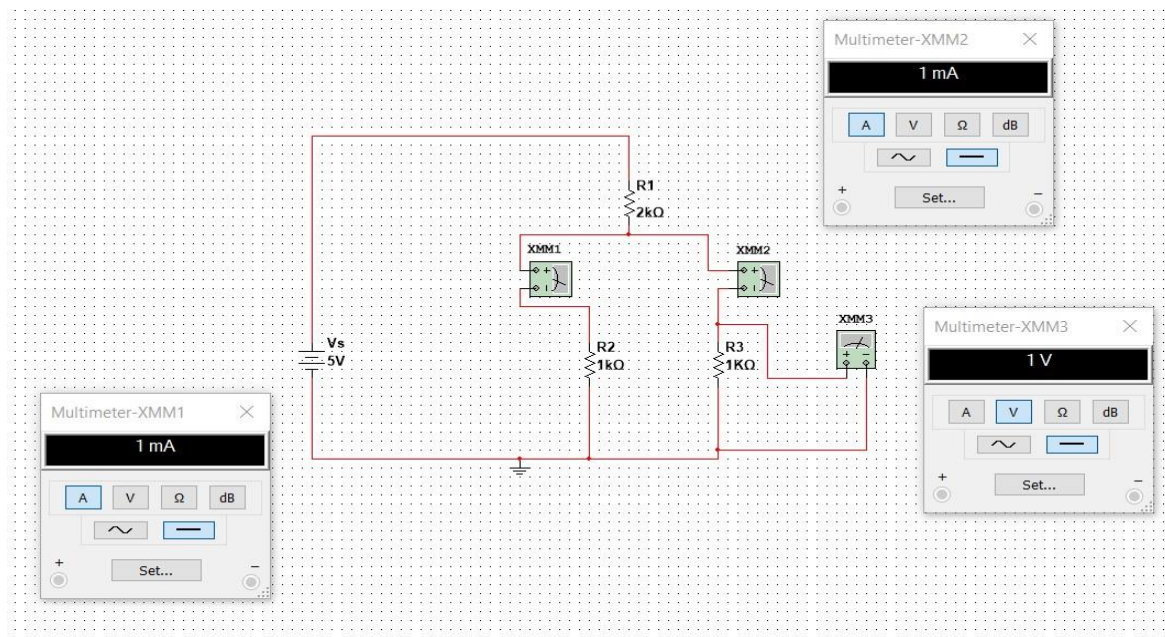 Multimeter-XMM2
1 mA
A V Ω dB
+ Set... −
R1
2kΩ
XMM1
XMM2
XMM3
Vs
5V
R2
1kΩ
R3
1KΩ
Multimeter-XMM3
1 V
A V Ω dB
+ Set... −
Multimeter-XMM1
1 mA
A V Ω dB
+ Set... −